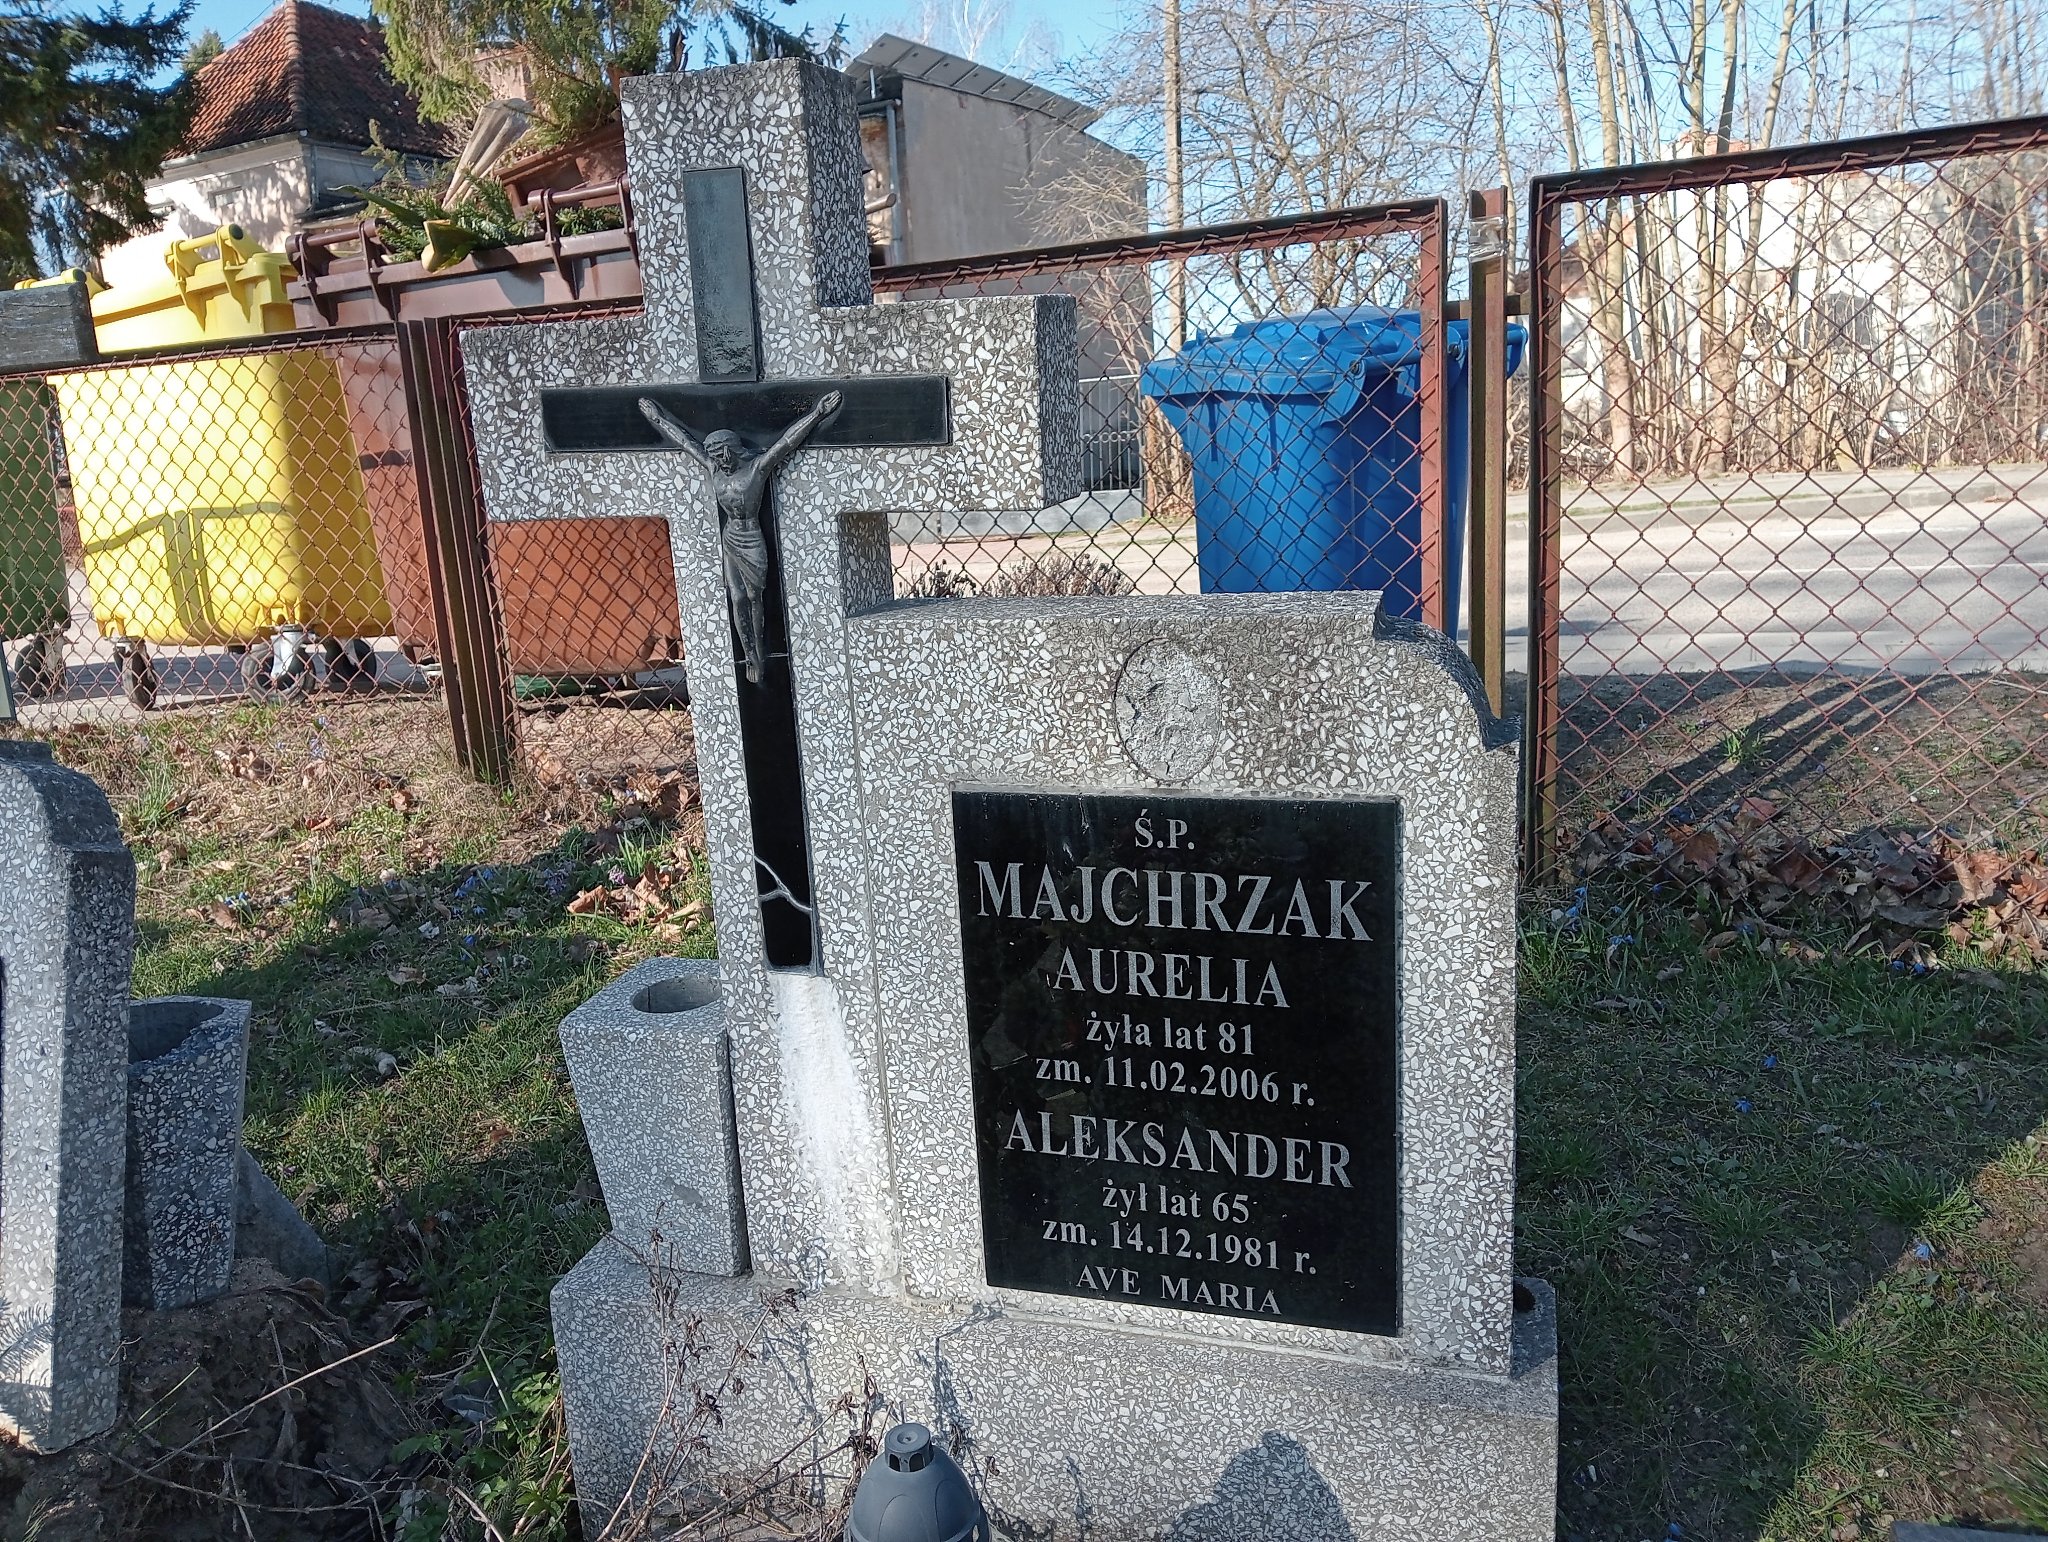 Ś.P.
MAJCHRZAK
AURELIA
żyła lat 81
zm. 11.02.2006 r.
ALEKSANDER
żył lat 65
zm. 14.12.1981 r.
AVE MARIA